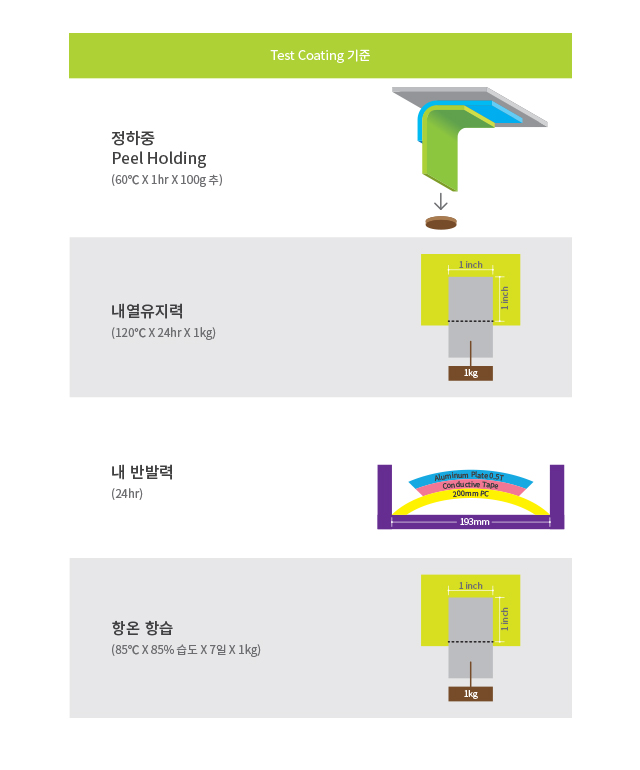 Test Coating 기준
정하중
Peel Holding
(60℃ X 1hr X 100g 추)
내열유지력
(120℃ X 24hr X 1kg)
1 inch
1 inch
1kg
내 반발력
(24hr)
Aluminum Plate0.5T
Conductive Tape
200mm PC
193mm
항온 항습
(85℃ X 85% 습도 X 7일 X 1kg)
1 inch
1 inch
1kg